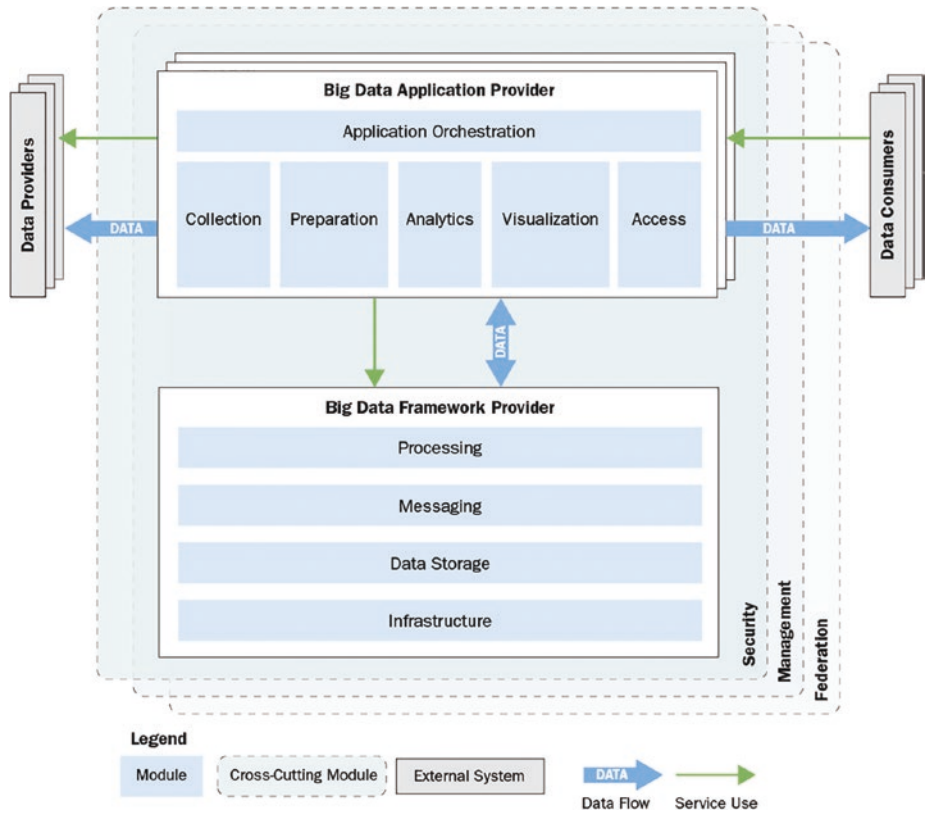 Big Data Application Provider
Application Orchestration
Collection
Preparation
Analytics
Visualization
Access
Data Providers
DATA
DATA
Data Consumers
DATA
Big Data Framework Provider
Processing
Messaging
Data Storage
Infrastructure
Security
Management
Federation
Legend
Module
Cross-Cutting Module
External System
DATA
Data Flow
Service Use